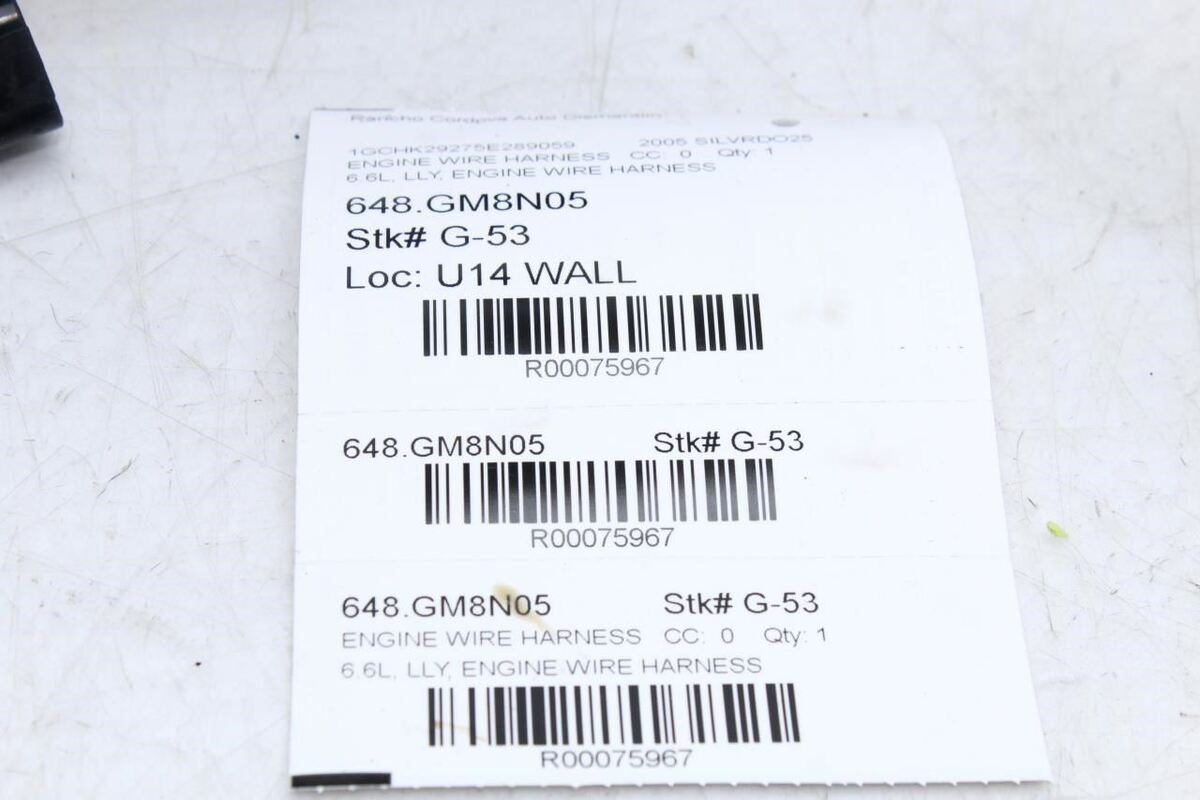 Rancho Cordova Auto
1GCHK29275E289059 2005 SILVRDO25
ENGINE WIRE HARNESS CC: 0 Qty: 1
6.6L, LLY, ENGINE WIRE HARNESS
648.GM8N05
Stk# G-53
Loc: U14 WALL
R00075967
648.GM8N05 Stk# G-53
R00075967
648.GM8N05 Stk# G-53
ENGINE WIRE HARNESS CC: 0 Qty: 1
6.6L, LLY, ENGINE WIRE HARNESS
R00075967